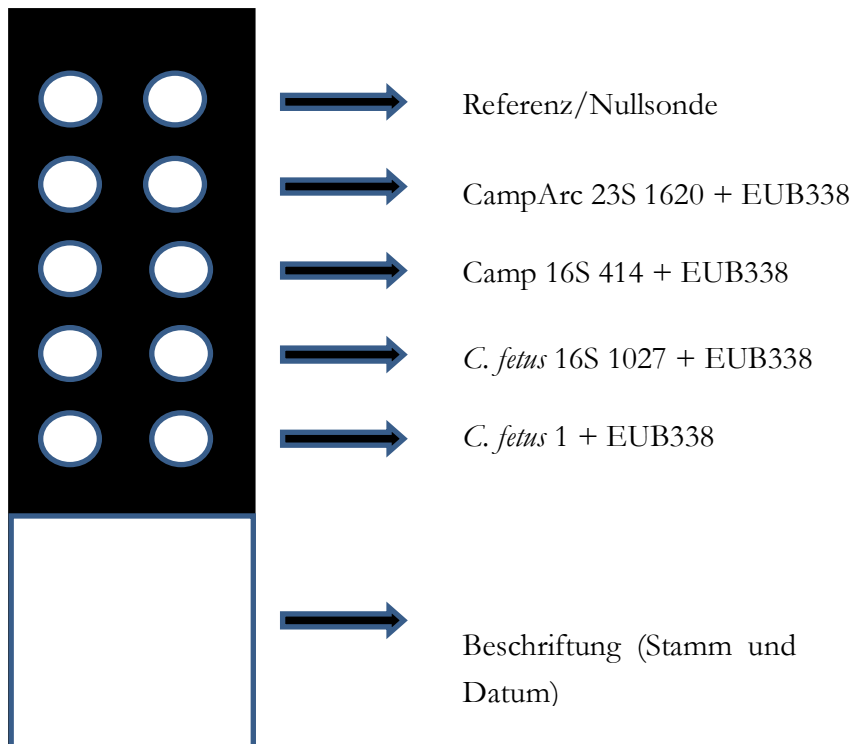 Referenz/Nullsonde
CampArc 23S 1620 + EUB338
Camp 16S 414 + EUB338
C. fetus 16S 1027 + EUB338
C. fetus 1 + EUB338
Beschriftung (Stamm und
Datum)